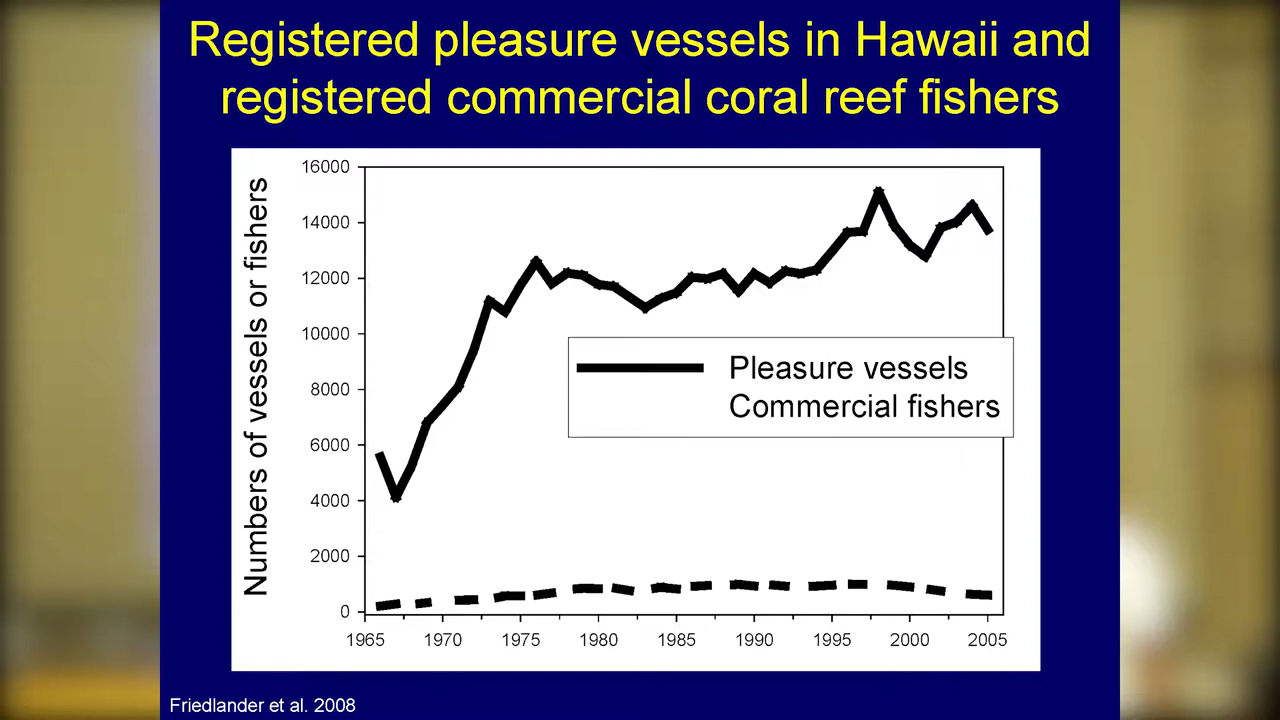 Registered pleasure vessels in Hawaii and
registered commercial coral reef fishers
Numbers of vessels or fishers
16000
14000
12000
10000
8000
6000
4000
2000
0
Pleasure vessels
Commercial fishers
1965 1970 1975 1980 1985 1990 1995 2000 2005
Friedlander et al. 2008